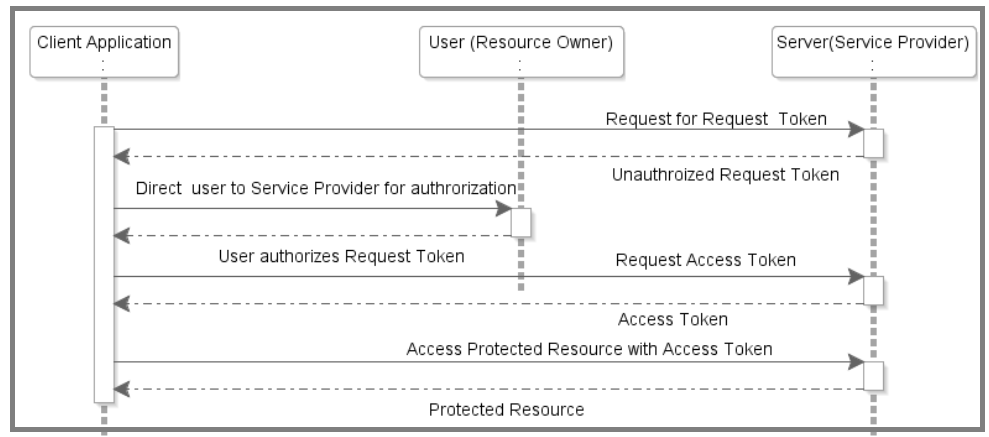 Client Application
:
User (Resource Owner)
:
Server(Service Provider)
:
Request for Request Token
Unauthroized Request Token
Direct user to Service Provider for authrorization
User authorizes Request Token
Request Access Token
Access Token
Access Protected Resource with Access Token
Protected Resource